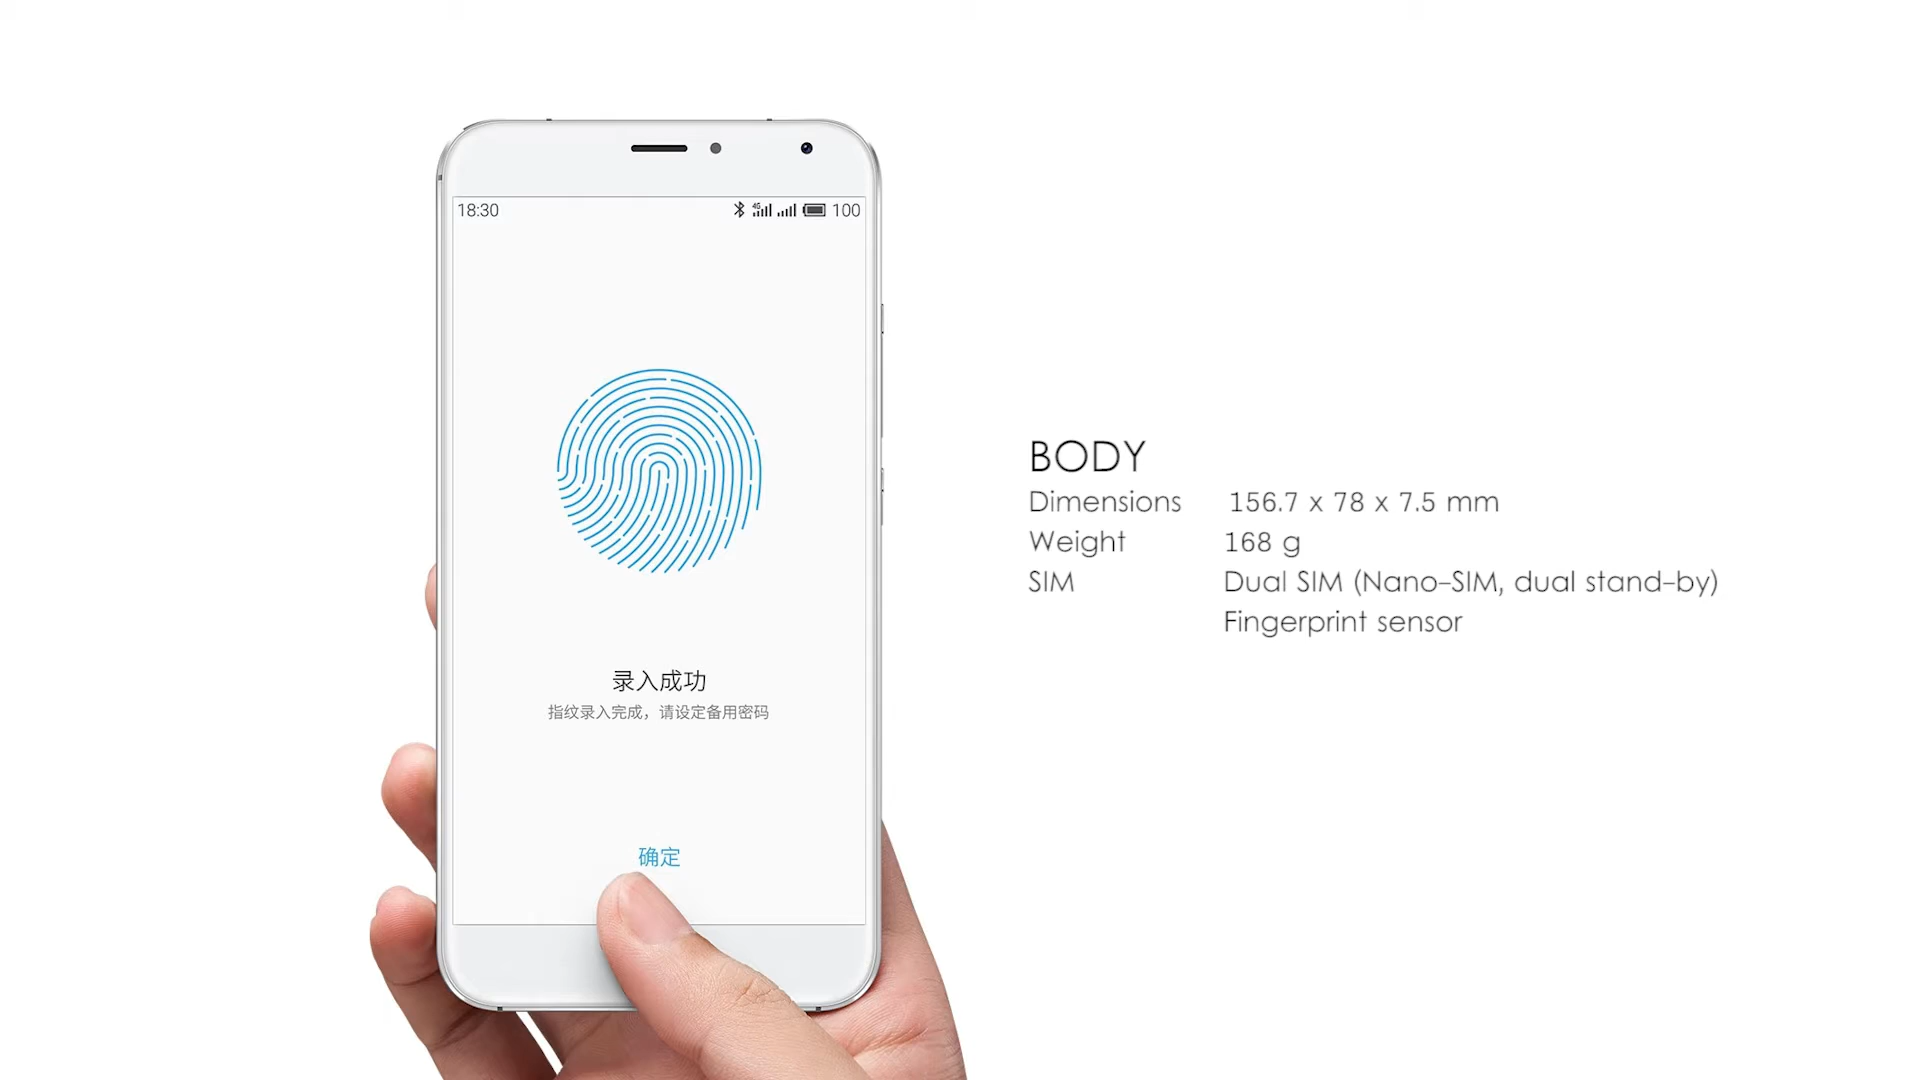 18:30 4G 100
录入成功
指纹录入完成，请设定备用密码
确定
BODY
Dimensions 156.7 x 78 x 7.5 mm
Weight 168 g
SIM Dual SIM (Nano-SIM, dual stand-by)
Fingerprint sensor